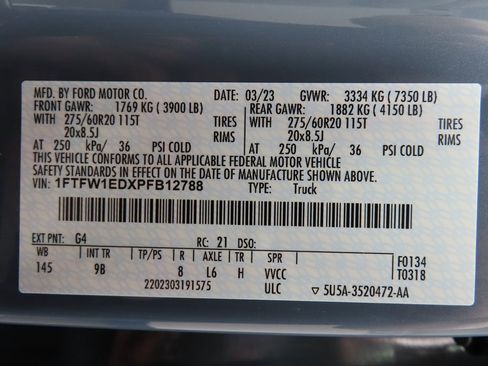 MFD. BY FORD MOTOR CO. DATE: 03/23 GVWR: 3334 KG (7350 LB)
FRONT GAWR: 1769 KG (3900 LB) REAR GAWR: 1882 KG (4150 LB)
WITH 275/60R20 115T TIRES WITH 275/60R20 115T TIRES
20x8.5J RIMS 20x8.5J RIMS
AT 250 kPa/ 36 PSI COLD AT 250 kPa/ 36 PSI COLD
THIS VEHICLE CONFORMS TO ALL APPLICABLE FEDERAL MOTOR VEHICLE
SAFETY STANDARDS IN EFFECT ON THE DATE OF MANUFACTURE SHOWN ABOVE.
VIN: 1FTFW1EDXPFB12788 TYPE: Truck
EXT PNT: G4 RC: 21 DSO:
WB INT TR TP/PS R AXLE TR SPR F0134
145 9B 8 L6 H VVCC T0318
2202303191575 ULC ▽ 5U5A-3520472-AA